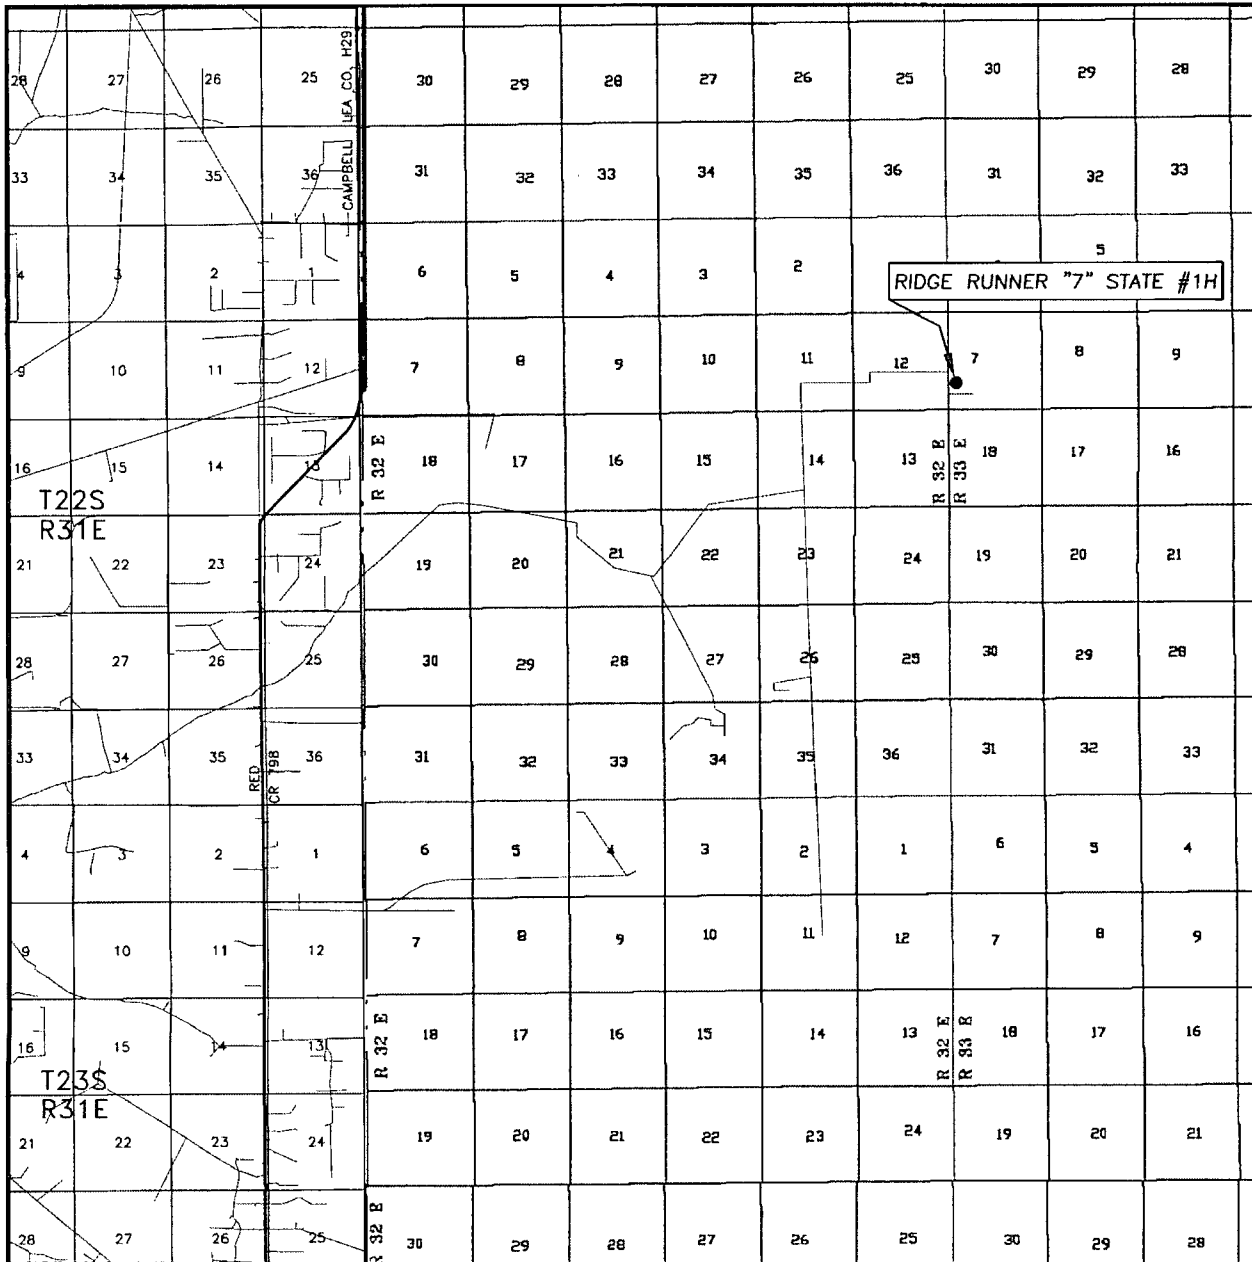 28 27 26 25 30 29 28 27 26 25 30 29 28
CAMPBELL LEA CO, H29
33 34 35 36 31 32 33 34 35 36 31 32 33
4 3 2 1 6 5 4 3 2 5
RIDGE RUNNER "7" STATE #1H
9 10 11 12 7 8 9 10 11 12 7 8 9
16 15 14 13 18 17 16 15 14 13 18 17 16
R 32 E
R 32 E
R 33 E
T22S
R31E
21 22 23 24 19 20 21 22 23 24 19 20 21
28 27 26 25 30 29 28 27 26 25 30 29 28
33 34 35 36 31 32 33 34 35 36 31 32 33
RED
CR 798
4 3 2 1 6 5 4 3 2 1 6 5 4
9 10 11 12 7 8 9 10 11 12 7 8 9
16 15 14 13 18 17 16 15 14 13 18 17 16
R 32 E
R 32 E
R 33 E
T23S
R31E
21 22 23 24 19 20 21 22 23 24 19 20 21
28 27 26 25 30 29 28 27 26 25 30 29 28
R 32 E